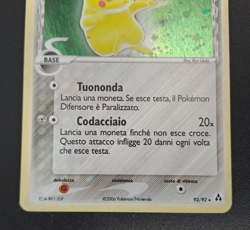 BASE
Tuononda
Lancia una moneta. Se esce testa, il Pokémon
Difensore è Paralizzato.
Codacciaio 20x
Lancia una moneta finché non esce croce.
Questo attacco infligge 20 danni ogni volta
che esce testa.
debolezza resistenza costo di ritirata
©2006 Pokémon/Nintendo
93/92